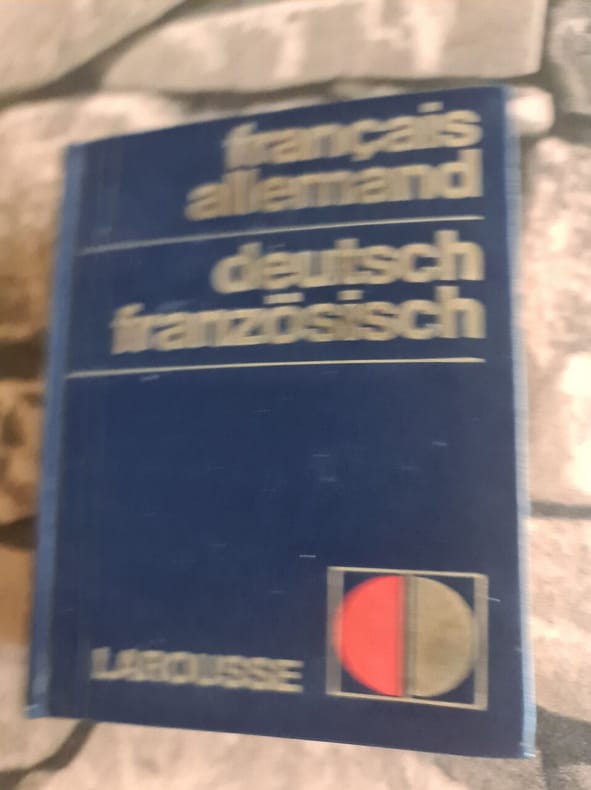 français
allemand
deutsch
französisch
LAROUSSE